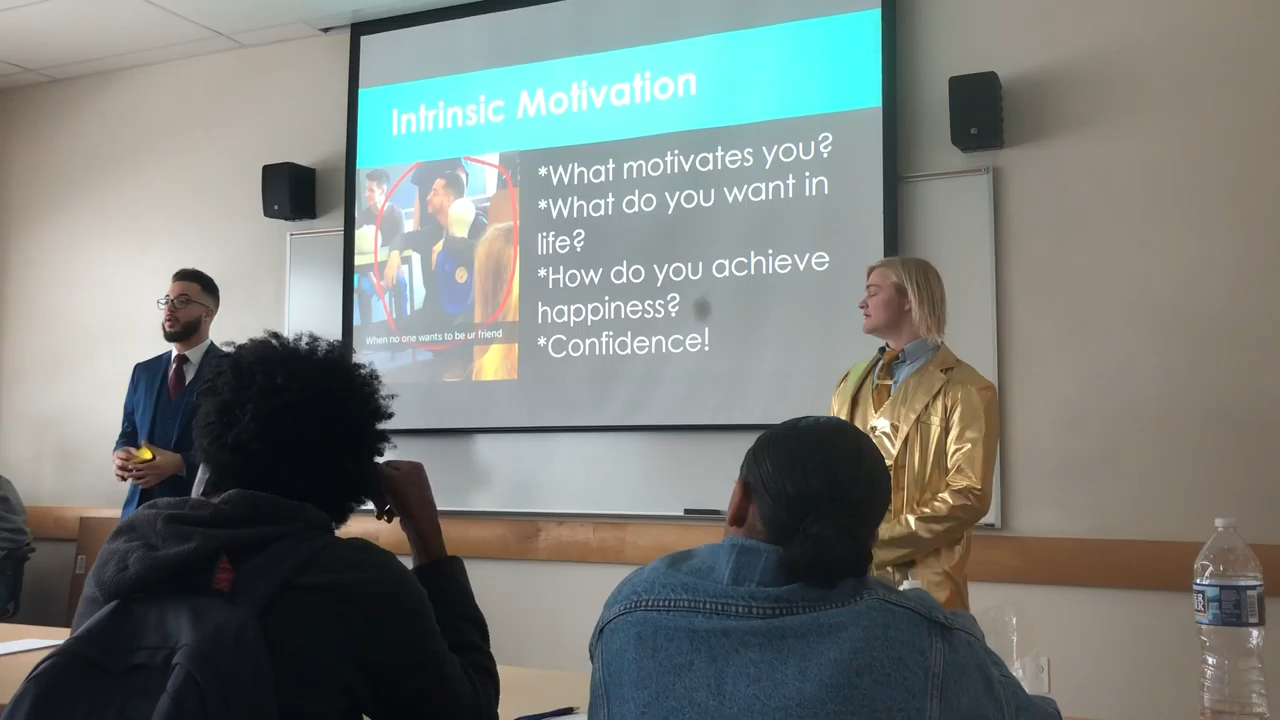 Intrinsic Motivation
*What motivates you?
*What do you want in
life?
*How do you achieve
happiness?
*Confidence!
When no one wants to be ur friend